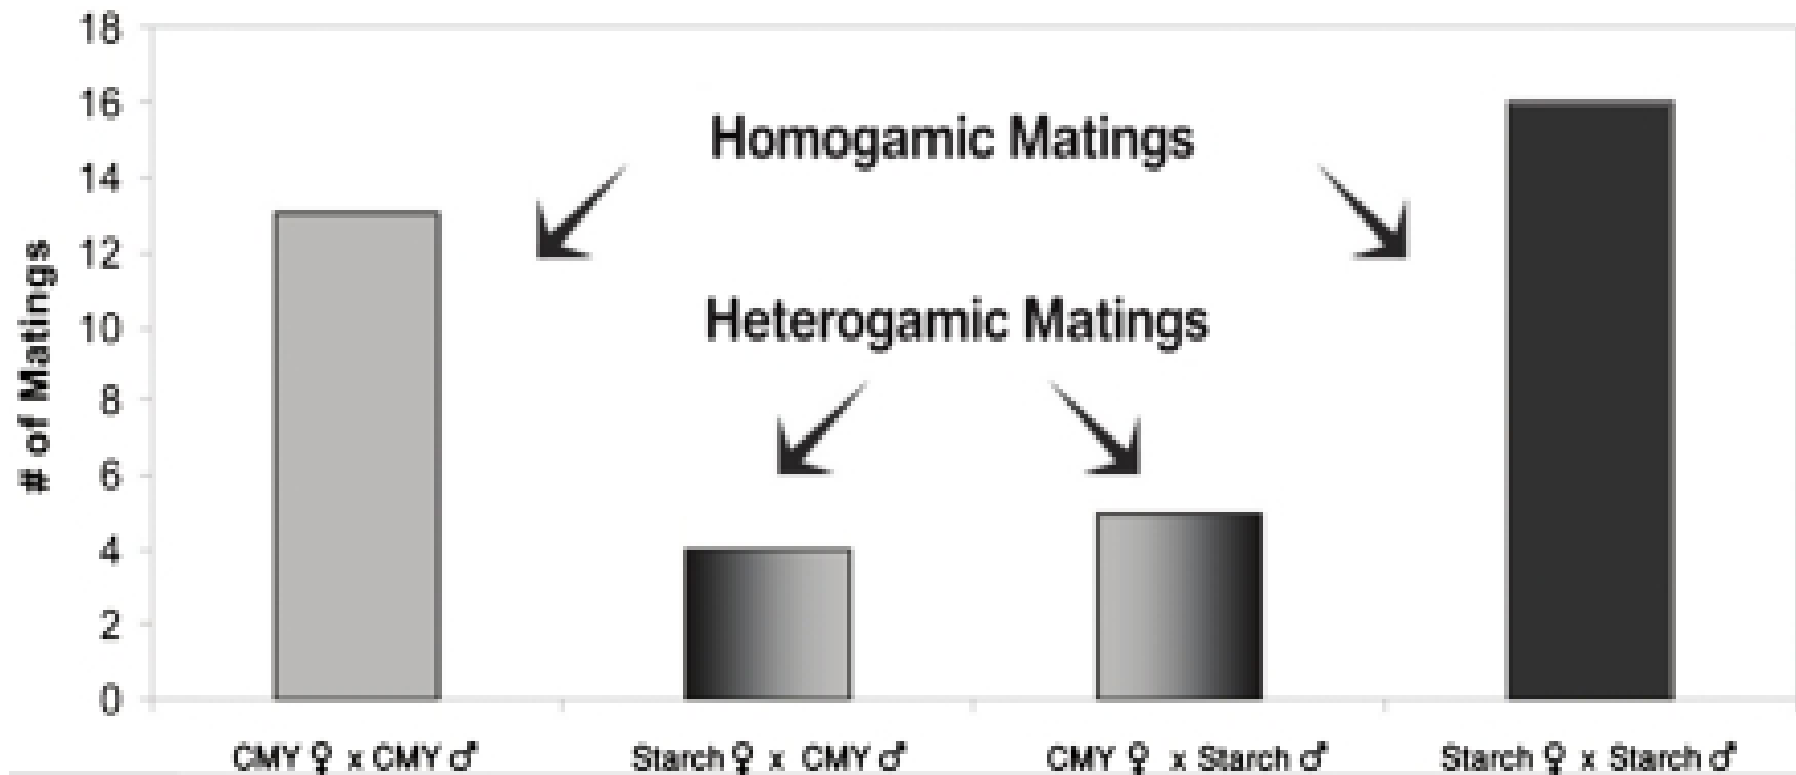 18
16
14
12
10
8
6
4
2
0
# of Matings
Homogamic Matings
Heterogamic Matings
CMY ♀ x CMY ♂
Starch ♀ x CMY ♂
CMY ♀ x Starch ♂
Starch ♀ x Starch ♂